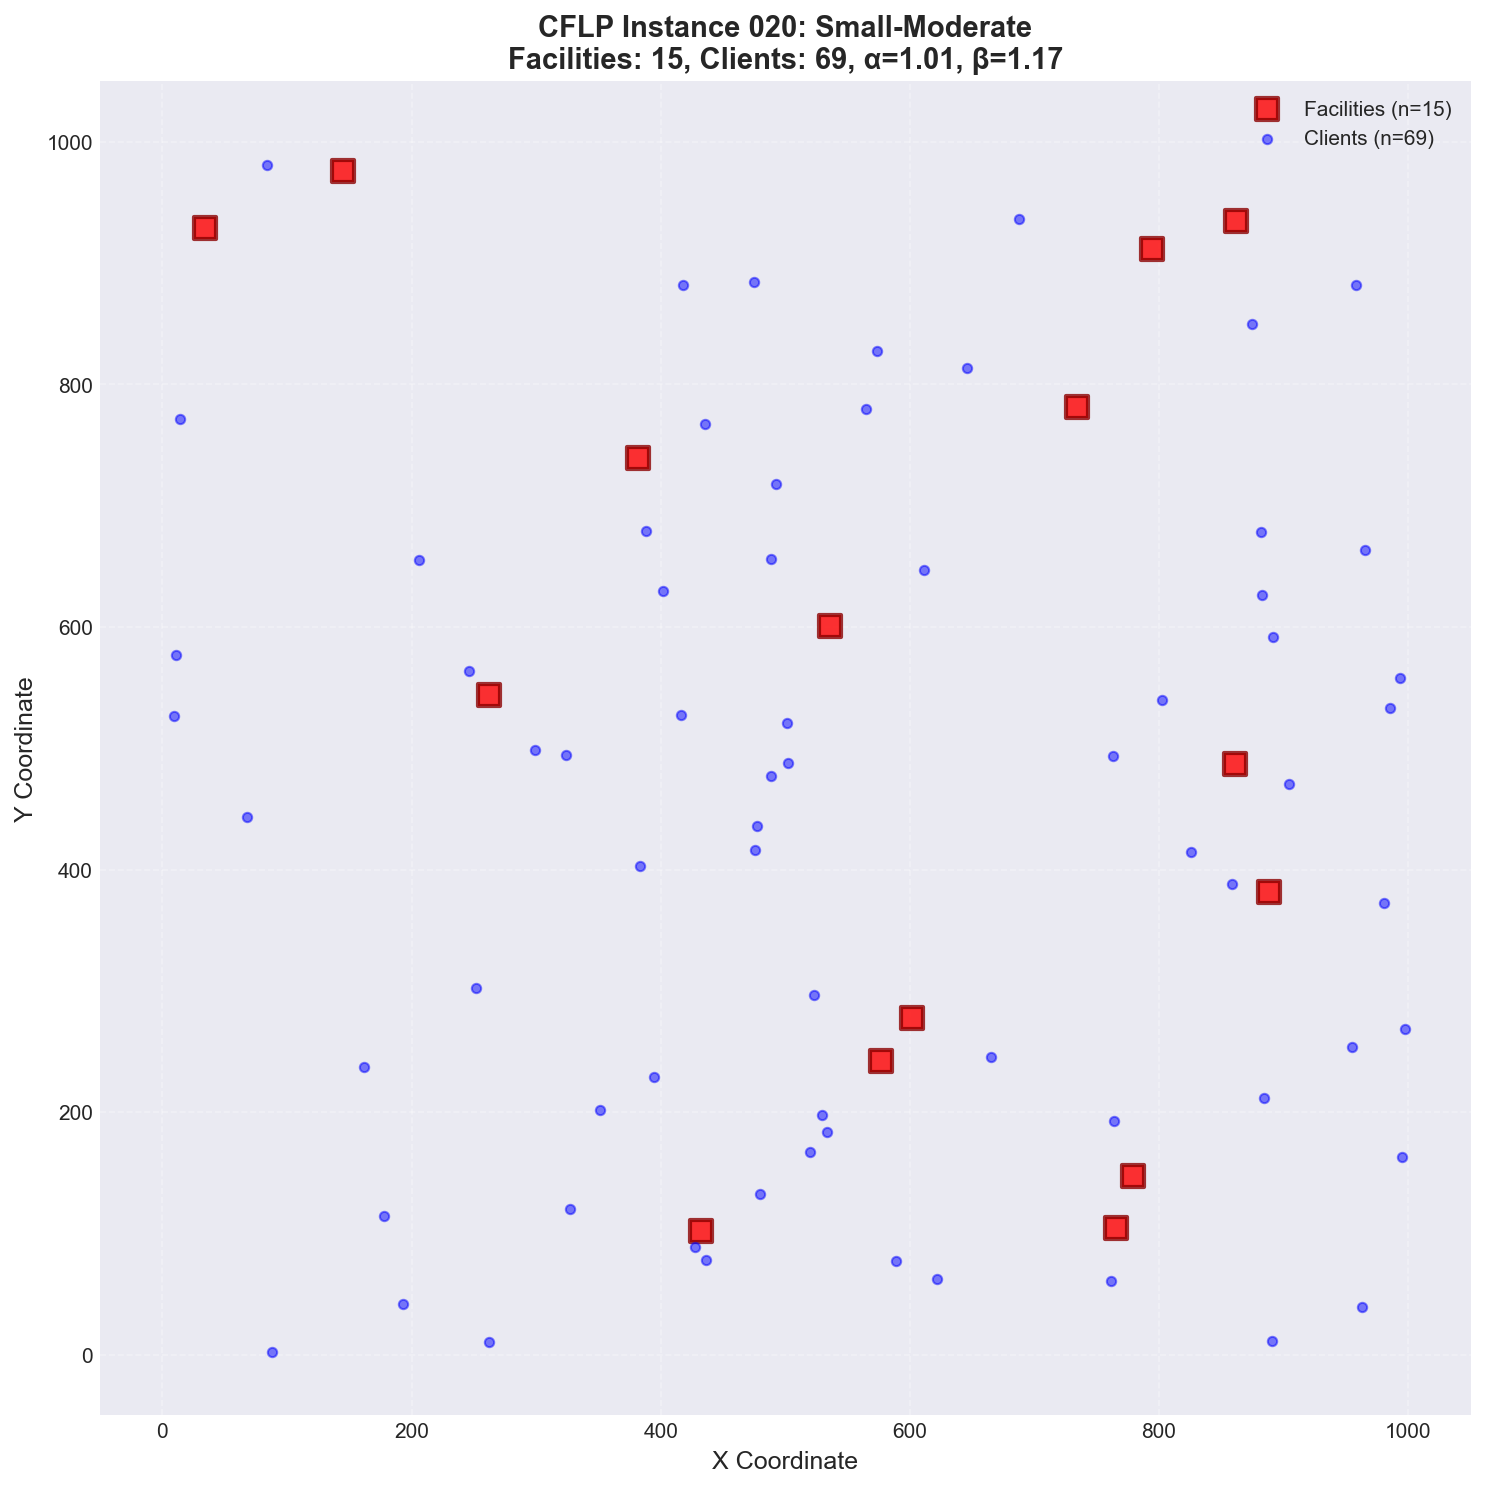 CFLP Instance 020: Small-Moderate
Facilities: 15, Clients: 69, α=1.01, β=1.17
Facilities (n=15)
Clients (n=69)
1000
800
600
400
200
0
Y Coordinate
0 200 400 600 800 1000
X Coordinate